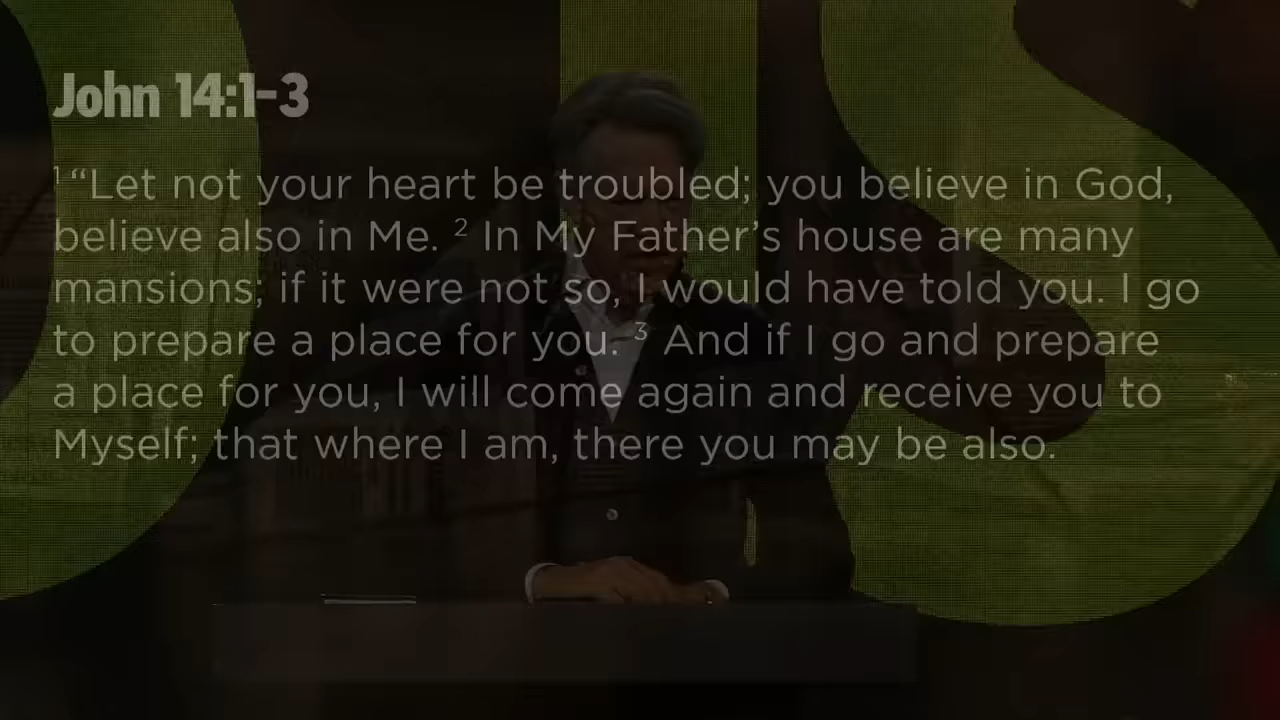 John 14:1-3
1 “Let not your heart be troubled; you believe in God,
believe also in Me. 2 In My Father’s house are many
mansions; if it were not so, I would have told you. I go
to prepare a place for you. 3 And if I go and prepare
a place for you, I will come again and receive you to
Myself; that where I am, there you may be also.